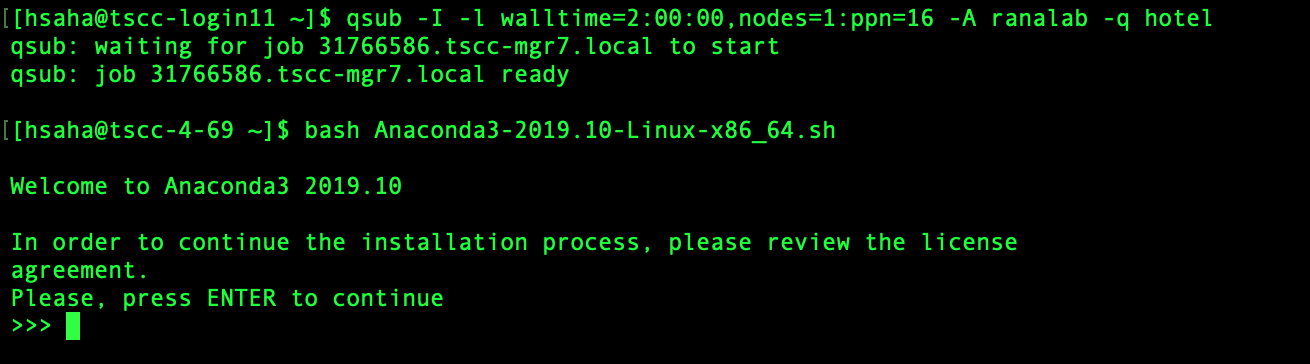 [[hsaha@tscc-login11 ~]$ qsub -I -l walltime=2:00:00,nodes=1:ppn=16 -A ranalab -q hotel
qsub: waiting for job 31766586.tscc-mgr7.local to start
qsub: job 31766586.tscc-mgr7.local ready
[[hsaha@tscc-4-69 ~]$ bash Anaconda3-2019.10-Linux-x86_64.sh
Welcome to Anaconda3 2019.10
In order to continue the installation process, please review the license
agreement.
Please, press ENTER to continue
>>>